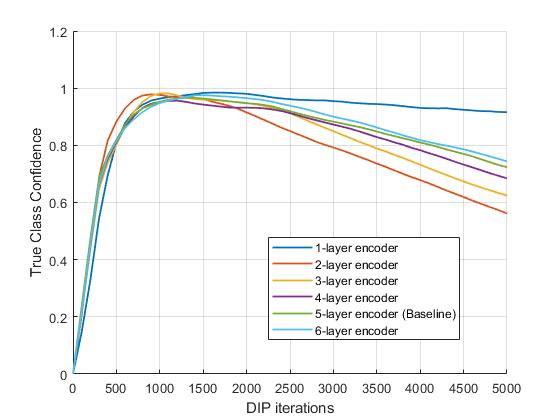 1.2
1
0.8
0.6
0.4
0.2
0
True Class Confidence
1-layer encoder
2-layer encoder
3-layer encoder
4-layer encoder
5-layer encoder (Baseline)
6-layer encoder
0 500 1000 1500 2000 2500 3000 3500 4000 4500 5000
DIP iterations